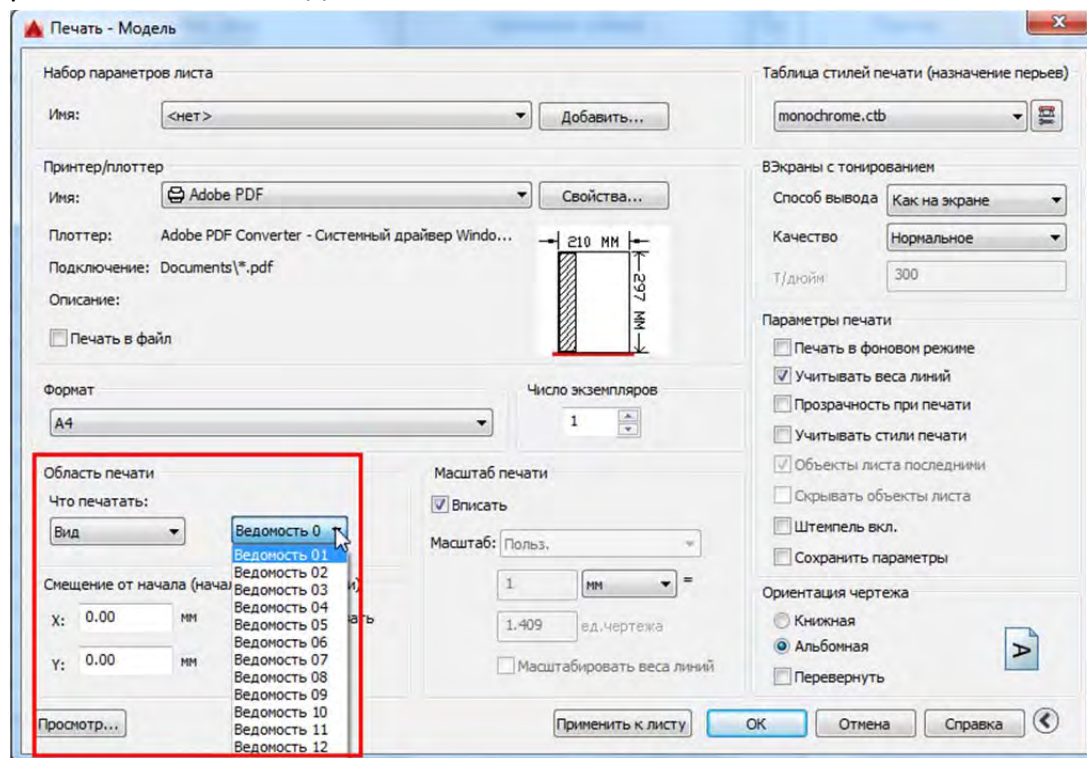 Печать - Модель
Набор параметров листа
Имя: <нет> Добавить...
Таблица стилей печати (назначение перьев)
monochrome.ctb
Принтер/плоттер
Имя: Adobe PDF Свойства...
Плоттер: Adobe PDF Converter - Системный драйвер Windo...
Подключение: Documents\*.pdf
Описание:
Печать в файл
210 MM
297 MM
ВЭкраны с тонированием
Способ вывода Как на экране
Качество Нормальное
Т/дюйм 300
Формат
A4
Число экземпляров
1
Параметры печати
Печать в фоновом режиме
Учитывать веса линий
Прозрачность при печати
Учитывать стили печати
Объекты листа последними
Скрывать объекты листа
Штемпель вкл.
Сохранить параметры
Область печати
Что печатать:
Вид Ведомость 0
Ведомость 01
Ведомость 02
Ведомость 03
Ведомость 04
Ведомость 05
Ведомость 06
Ведомость 07
Ведомость 08
Ведомость 09
Ведомость 10
Ведомость 11
Ведомость 12
Смещение от начала
X: 0.00 мм
Y: 0.00 мм
Масштаб печати
Вписать
Масштаб: Польз.
1 мм =
1.409 ед.чертежа
Масштабировать веса линий
Ориентация чертежа
Книжная
Альбомная
Перевернуть
A
Просмотр... Применить к листу OK Отмена Справка